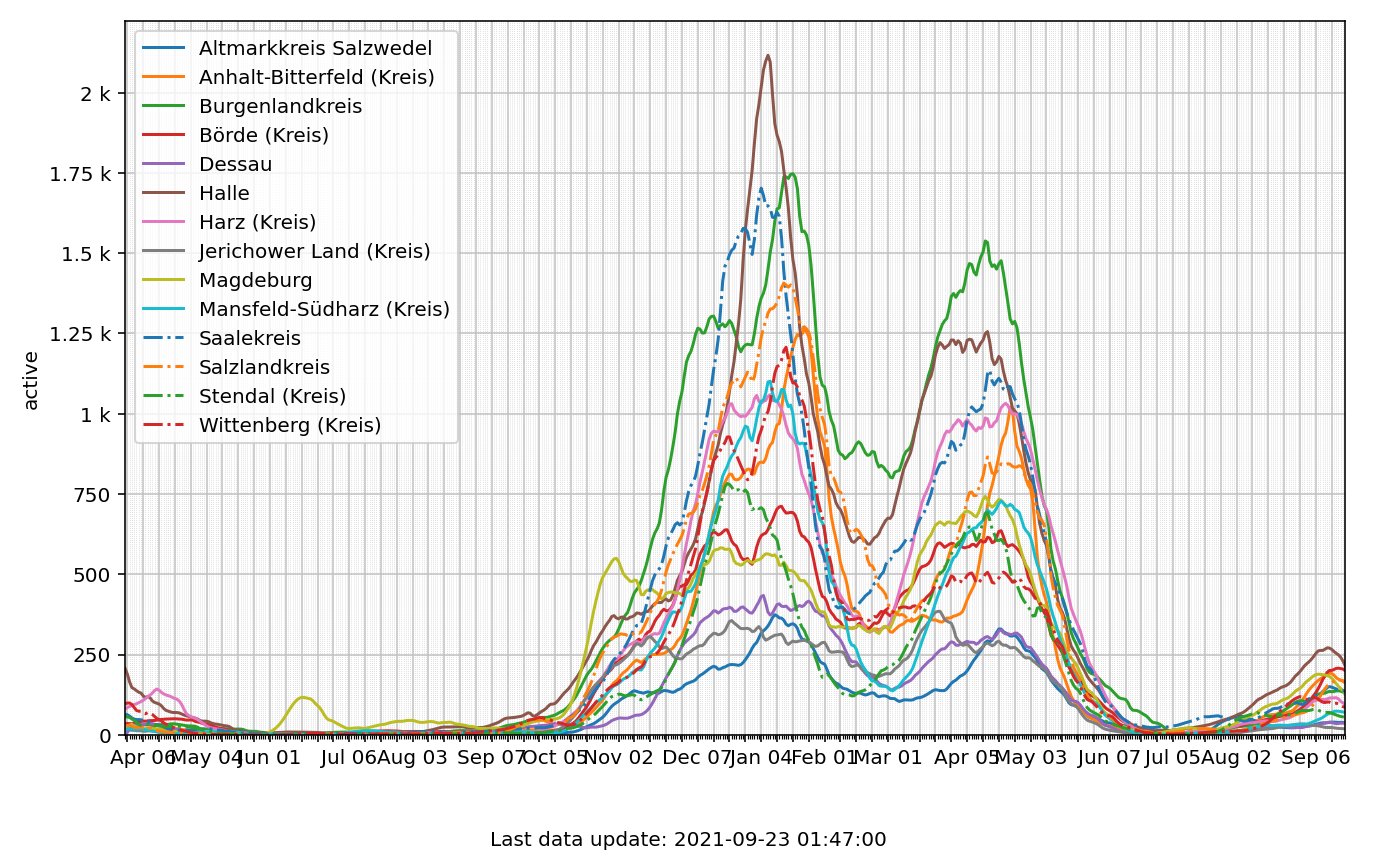 Altmarkkreis Salzwedel
Anhalt-Bitterfeld (Kreis)
Burgenlandkreis
Börde (Kreis)
Dessau
Halle
Harz (Kreis)
Jerichower Land (Kreis)
Magdeburg
Mansfeld-Südharz (Kreis)
Saalekreis
Salzlandkreis
Stendal (Kreis)
Wittenberg (Kreis)
2 k
1.75 k
1.5 k
1.25 k
1 k
750
500
250
0
active
Apr 06 May 04 Jun 01 Jul 06 Aug 03 Sep 07 Oct 05 Nov 02 Dec 07 Jan 04 Feb 01 Mar 01 Apr 05 May 03 Jun 07 Jul 05 Aug 02 Sep 06
Last data update: 2021-09-23 01:47:00